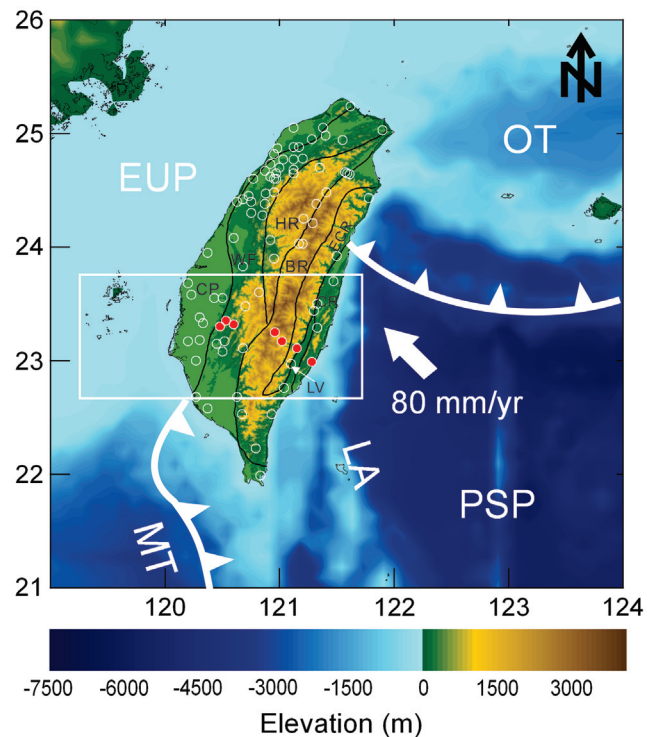 26
25
24
23
22
21
N
OT
EUP
HR
ECR
WF
BR
CP
CR
LV
80 mm/yr
LA
PSP
MT
120 121 122 123 124
-7500 -6000 -4500 -3000 -1500 0 1500 3000
Elevation (m)